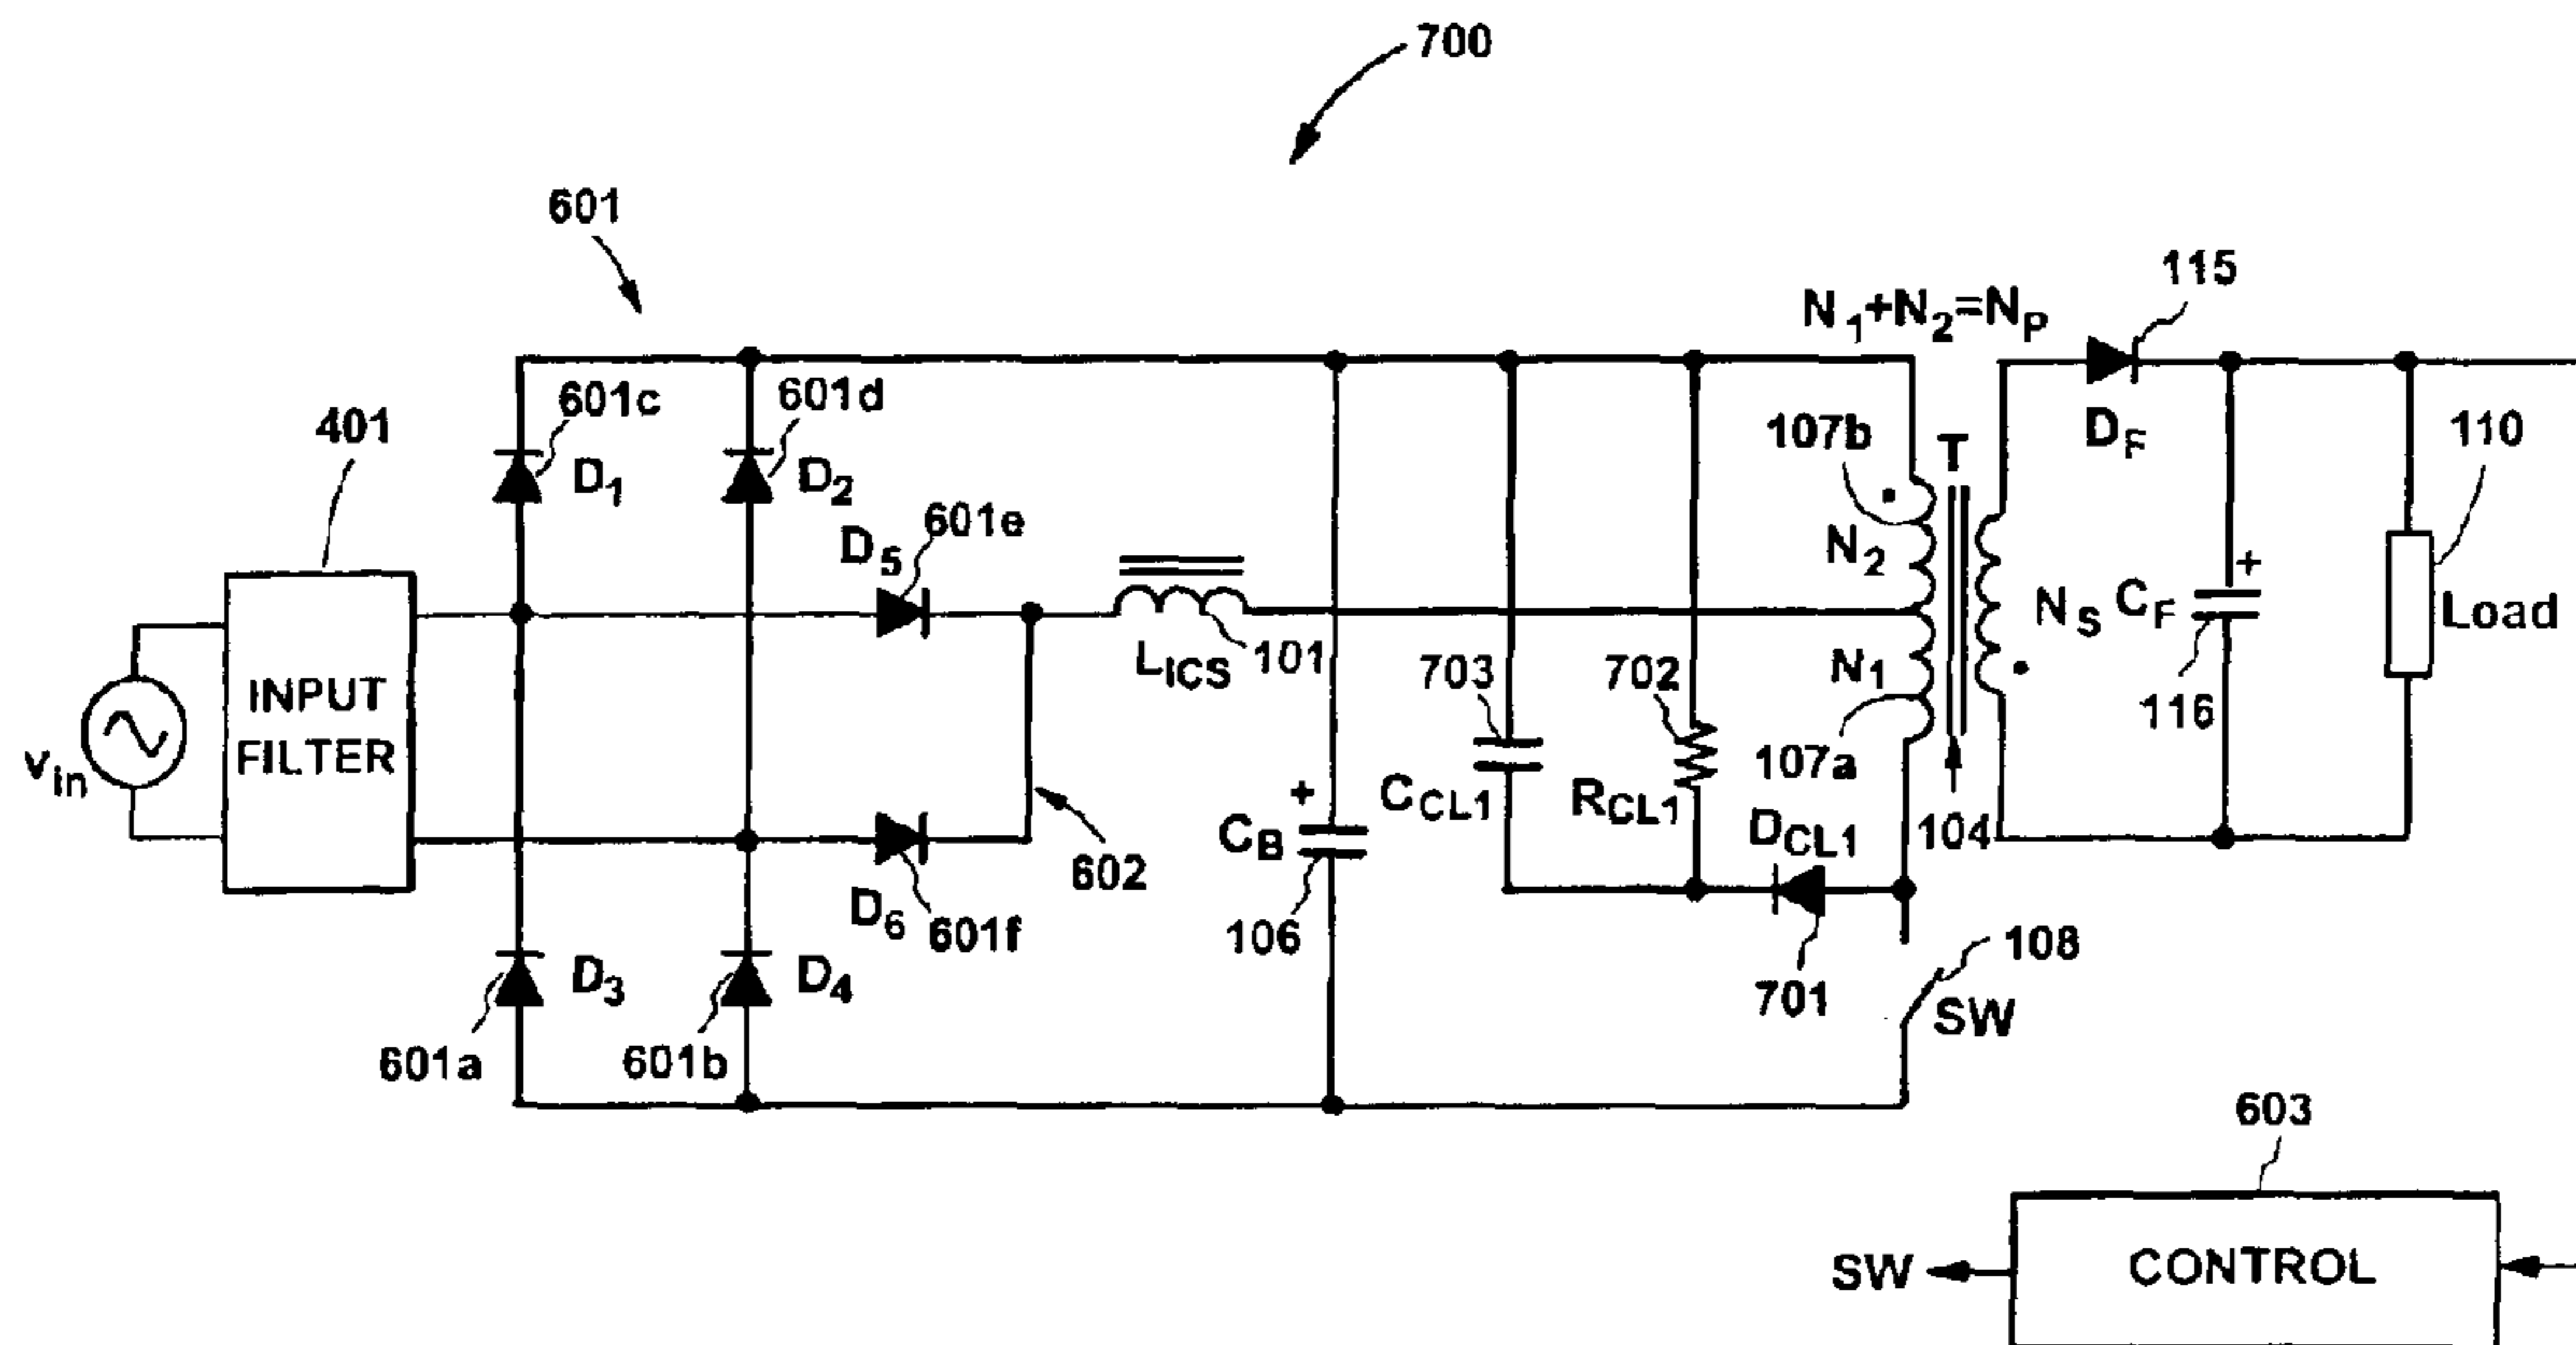 700
601
N1+N2=NP
115
601c
601d
401
D1
D2
107b
T
DF
110
D5
601e
N2
LICS
101
703
702
N1
NS
CF
+
Load
INPUT
FILTER
vin
107a
116
602
+
CB
CCL1
RCL1
DCL1
104
D6
601f
106
701
108
SW
D3
D4
601a
601b
603
SW
CONTROL